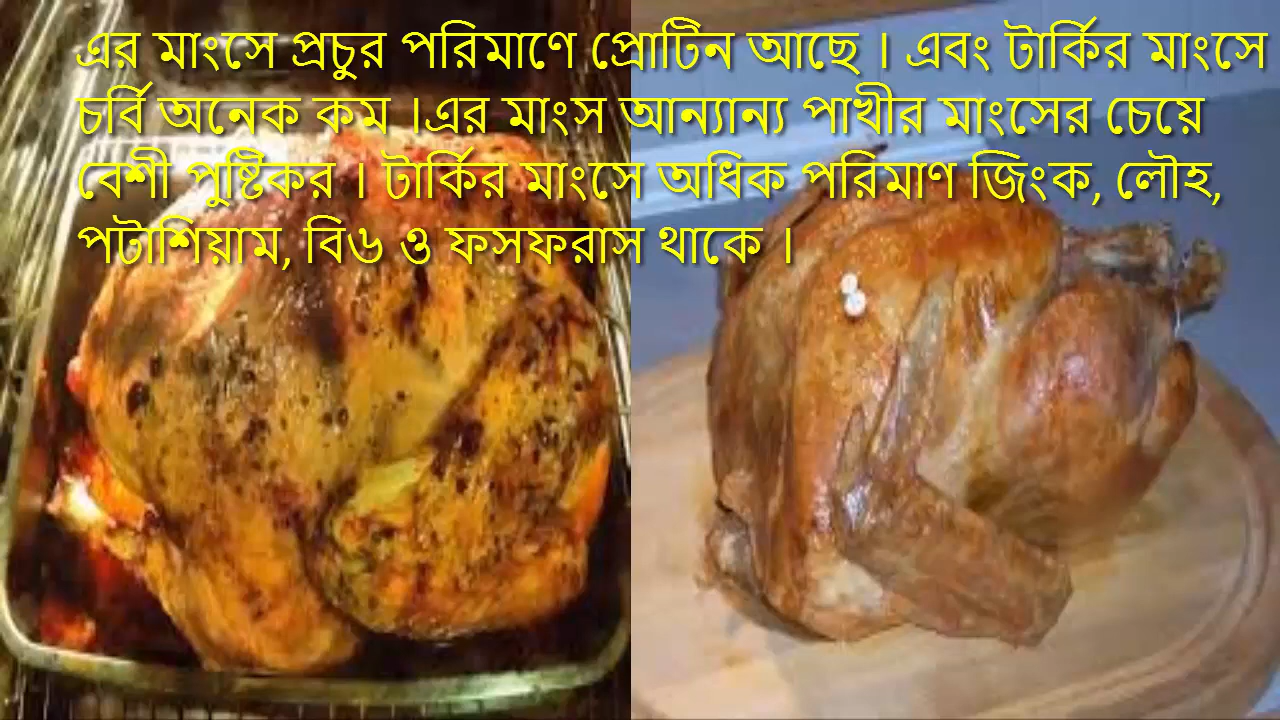 এর মাংসে প্রচুর পরিমাণে প্রোটিন আছে । এবং টার্কির মাংসে
চর্বি অনেক কম ।এর মাংস আন্যান্য পাখীর মাংসের চেয়ে
বেশী পুষ্টিকর । টার্কির মাংসে অধিক পরিমাণ জিংক, লৌহ,
পটাশিয়াম, বি৬ ও ফসফরাস থাকে ।